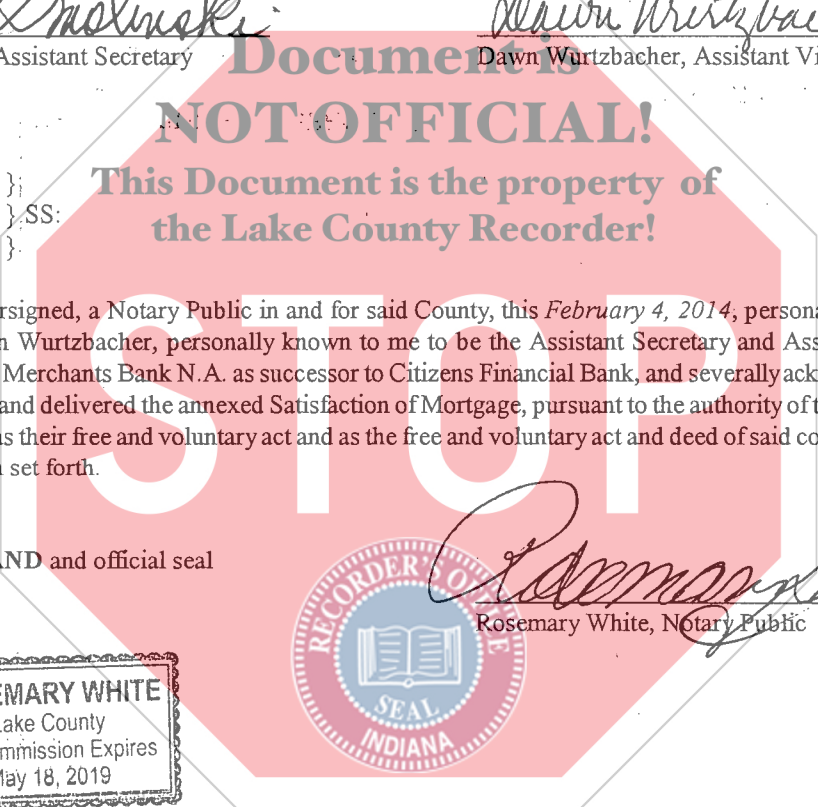 Assistant Secretary
Dawn Wurtzbacher, Assistant Vi
Document is
NOT OFFICIAL!
This Document is the property of
the Lake County Recorder!
}
} SS:
}
rsigned, a Notary Public in and for said County, this February 4, 2014, persona
n Wurtzbacher, personally known to me to be the Assistant Secretary and Ass
Merchants Bank N.A. as successor to Citizens Financial Bank, and severally ack
and delivered the annexed Satisfaction of Mortgage, pursuant to the authority of t
as their free and voluntary act and as the free and voluntary act and deed of said co
n set forth.
STOP
AND and official seal
Rosemary White, Notary Public
RECORDER'S OFFICE
SEAL
INDIANA
EMARY WHITE
Lake County
mmission Expires
May 18, 2019